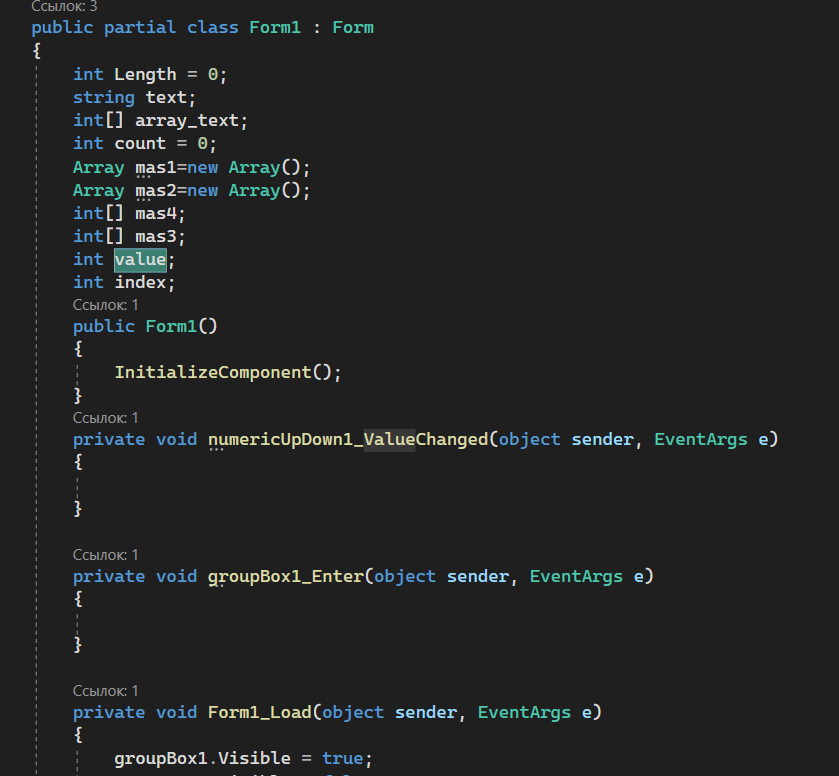 Ссылок: 3
public partial class Form1 : Form
{
int Length = 0;
string text;
int[] array_text;
int count = 0;
Array mas1=new Array();
Array mas2=new Array();
int[] mas4;
int[] mas3;
int value;
int index;
Ссылок: 1
public Form1()
{
InitializeComponent();
}
Ссылок: 1
private void numericUpDown1_ValueChanged(object sender, EventArgs e)
{
}
Ссылок: 1
private void groupBox1_Enter(object sender, EventArgs e)
{
}
Ссылок: 1
private void Form1_Load(object sender, EventArgs e)
{
groupBox1.Visible = true;